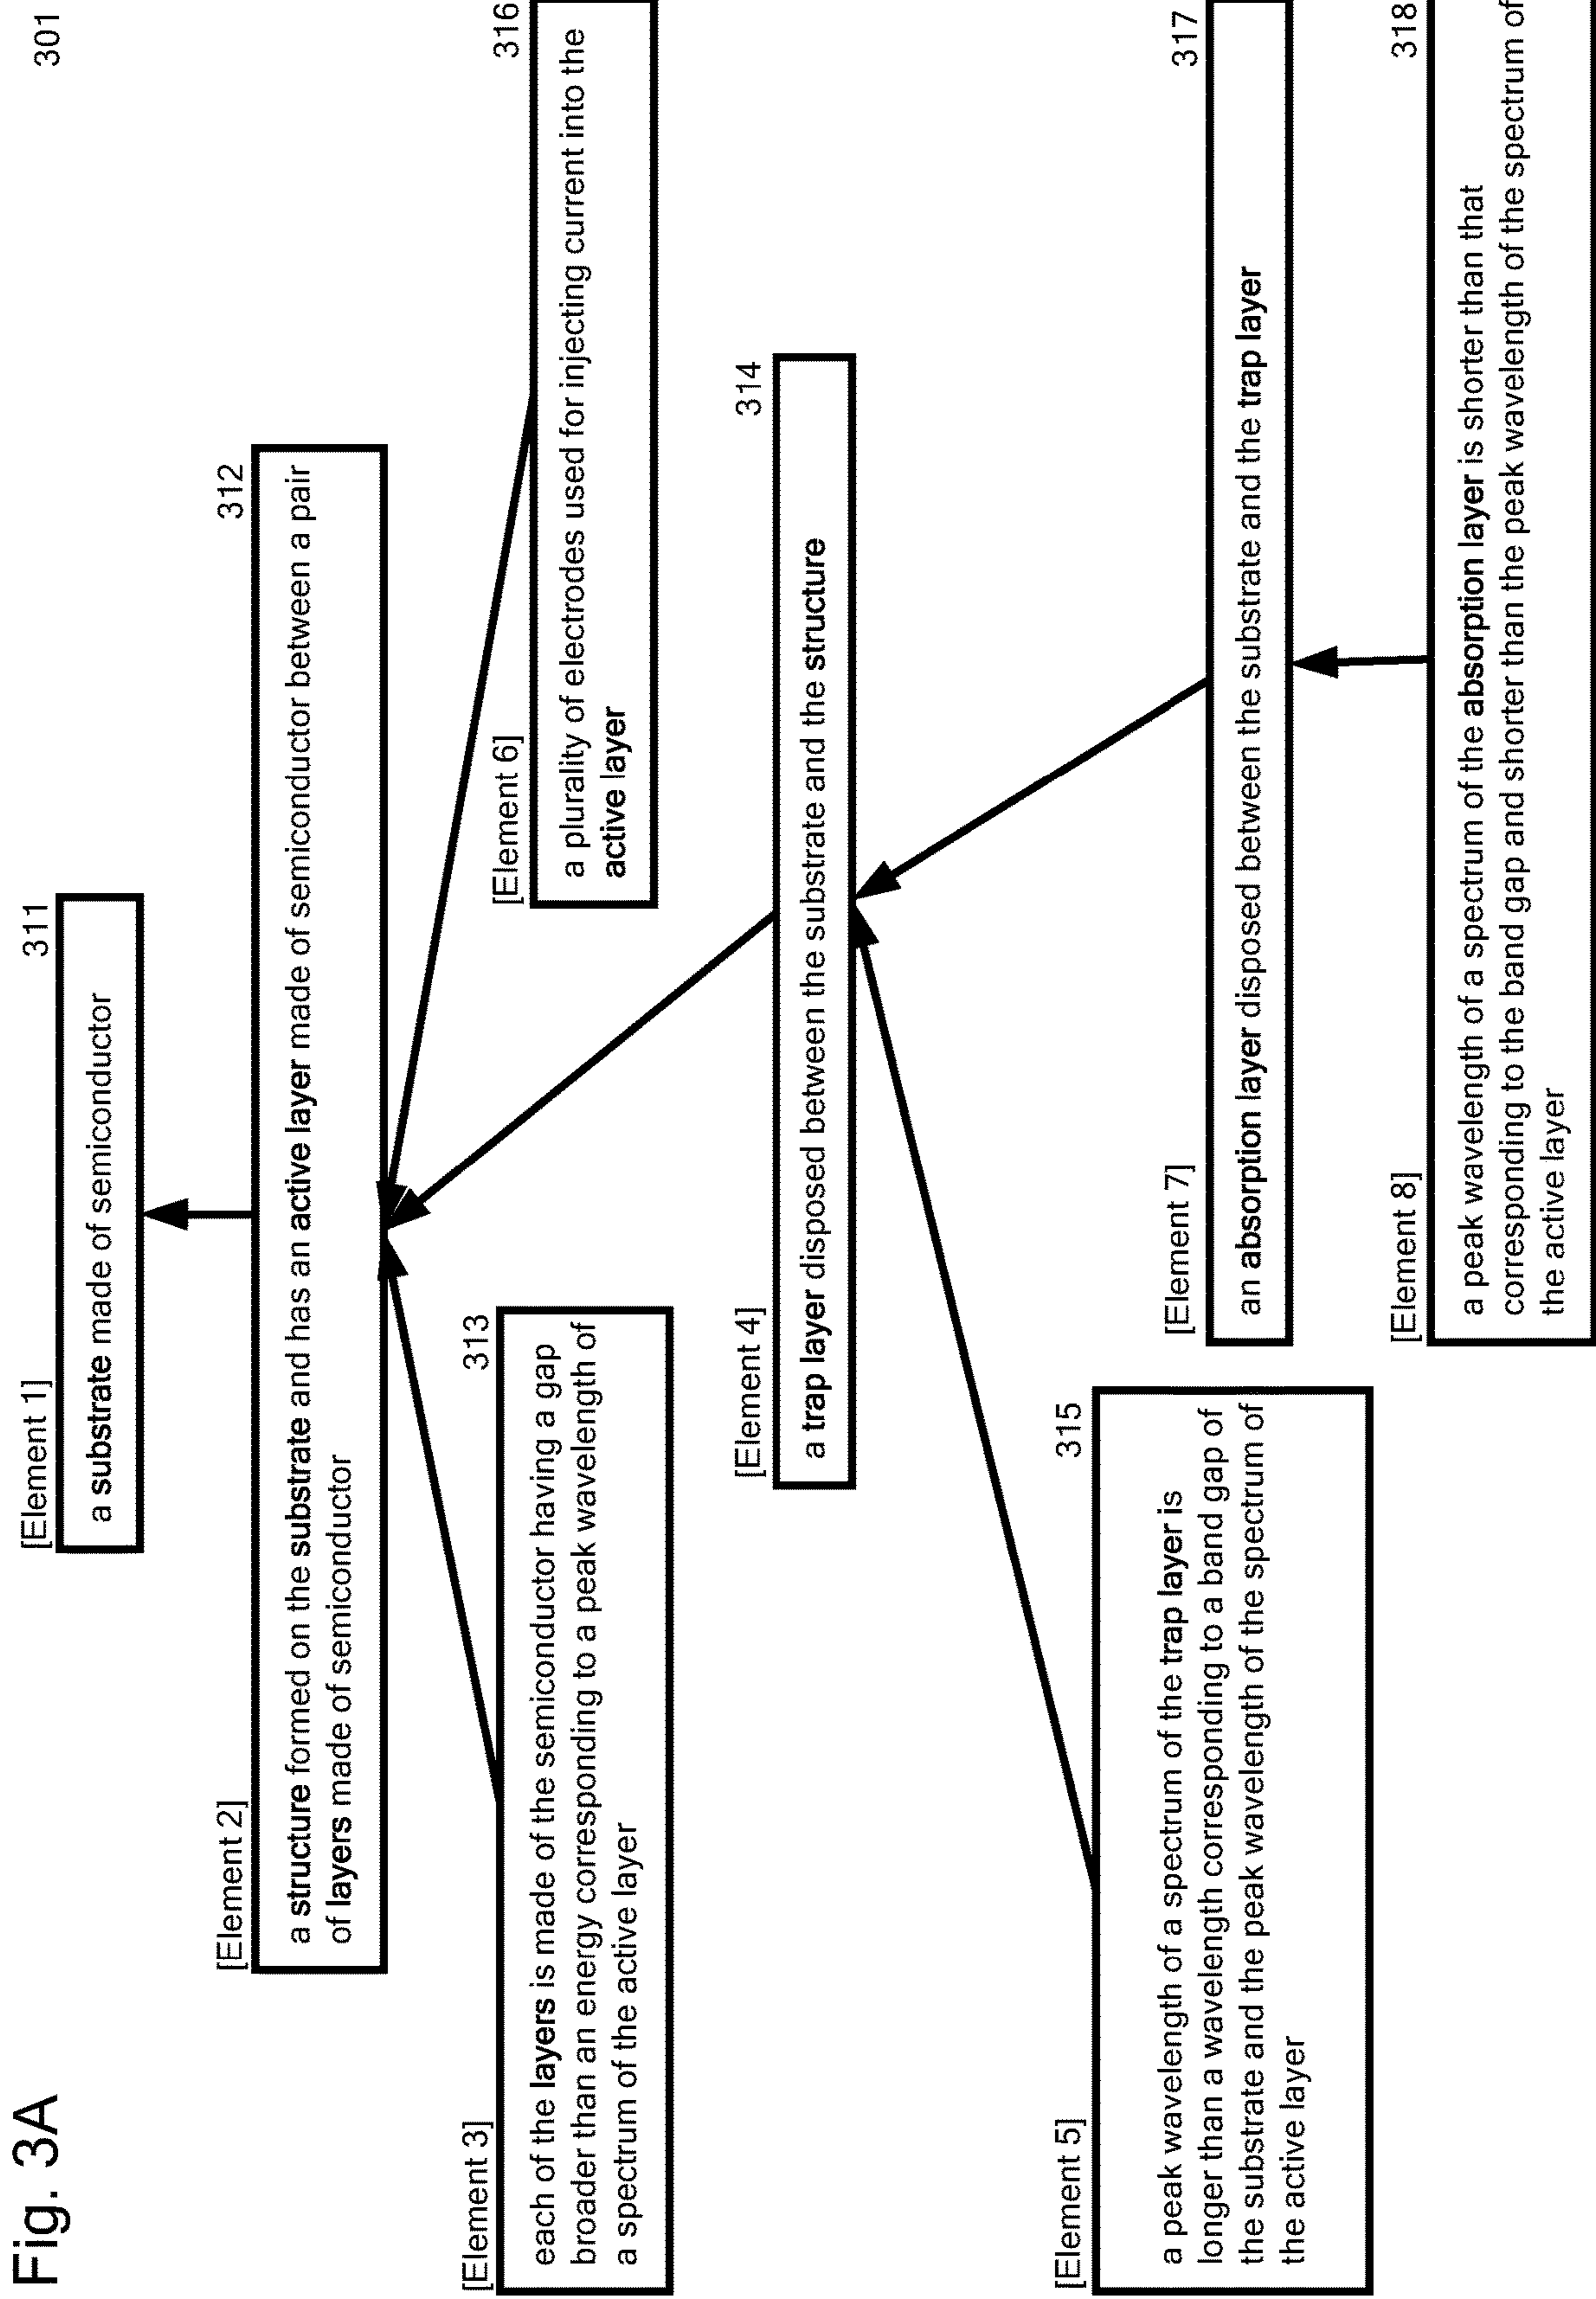 Fig. 3A
301
[Element 1]
311
a substrate made of semiconductor
[Element 2]
312
a structure formed on the substrate and has an active layer made of semiconductor between a pair
of layers made of semiconductor
[Element 3]
313
each of the layers is made of the semiconductor having a gap
broader than an energy corresponding to a peak wavelength of
a spectrum of the active layer
[Element 6]
316
a plurality of electrodes used for injecting current into the
active layer
[Element 4]
314
a trap layer disposed between the substrate and the structure
[Element 5]
315
a peak wavelength of a spectrum of the trap layer is
longer than a wavelength corresponding to a band gap of
the substrate and the peak wavelength of the spectrum of
the active layer
[Element 7]
317
an absorption layer disposed between the substrate and the trap layer
[Element 8]
318
a peak wavelength of a spectrum of the absorption layer is shorter than that
corresponding to the band gap and shorter than the peak wavelength of the spectrum of
the active layer